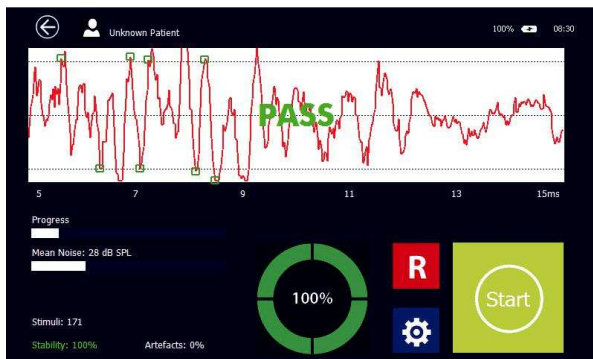 Unknown Patient
100%
08:30
PASS
5 7 9 11 13 15ms
Progress
Mean Noise: 28 dB SPL
100%
R
Start
Stimuli: 171
Stability: 100% Artefacts: 0%